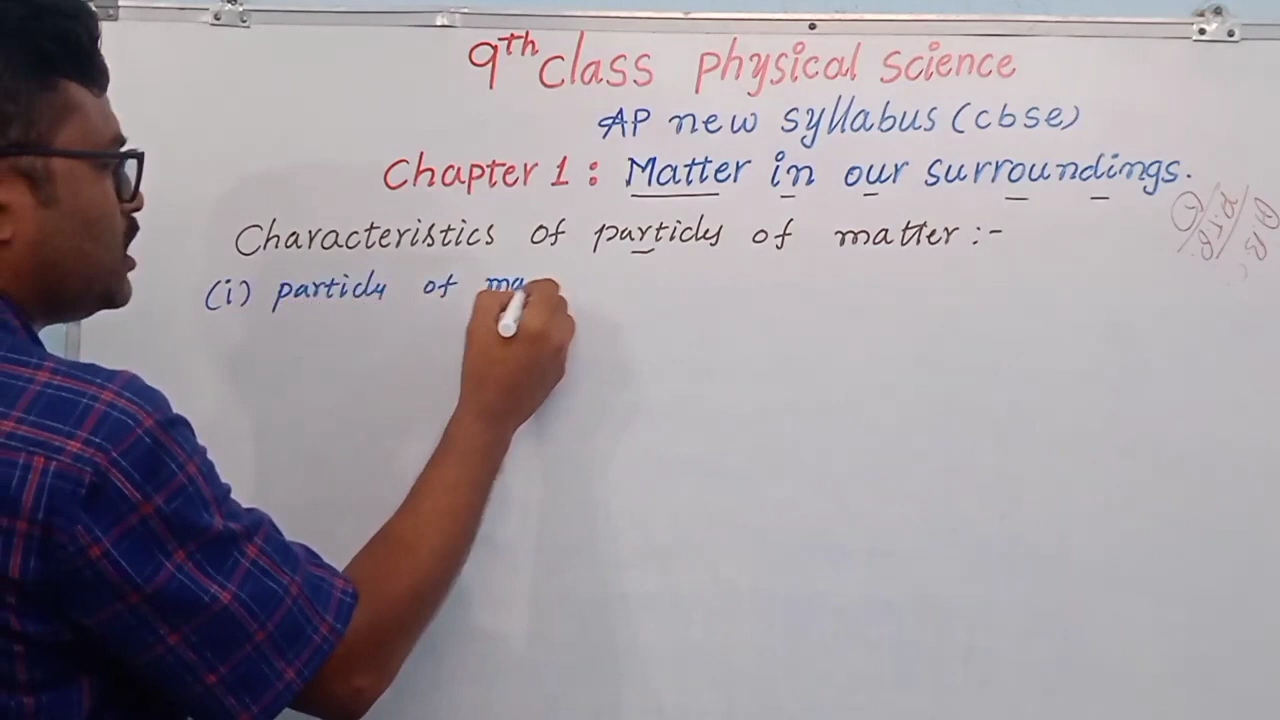 9th class physical science
AP new syllabus (cbse)
Chapter 1 : Matter in our surroundings.
Characteristics of particles of matter :-
(i) particles of ma